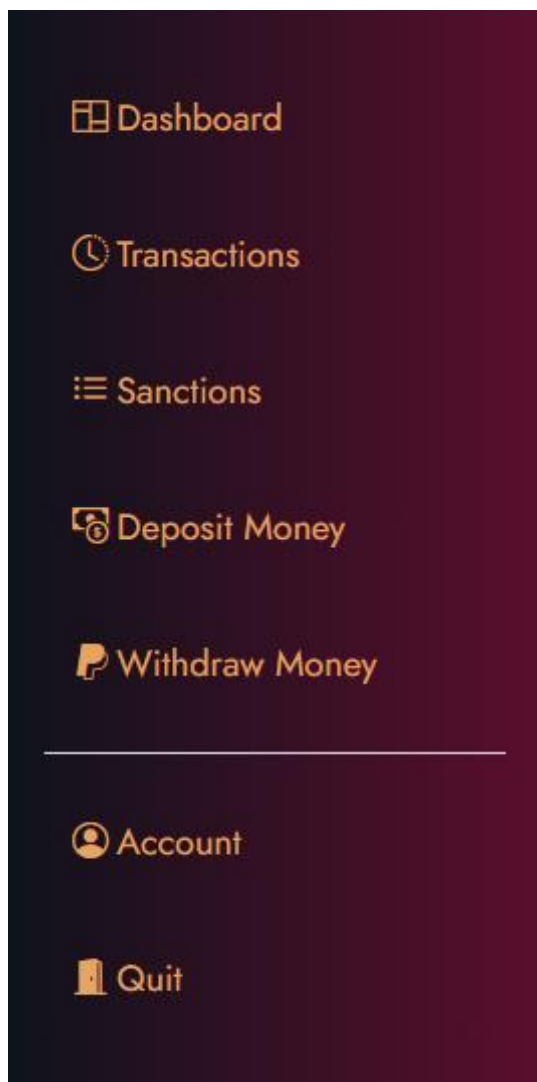 Dashboard
Transactions
Sanctions
Deposit Money
Withdraw Money
Account
Quit